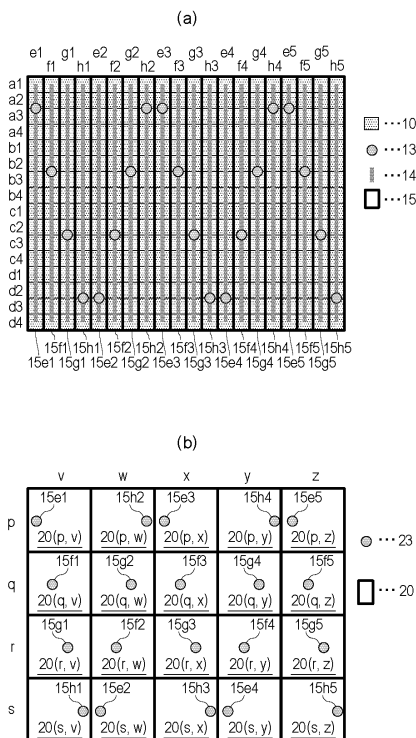 (a)
e1 g1 e2 g2 e3 g3 e4 g4 e5 g5
f1 h1 f2 h2 f3 h3 f4 h4 f5 h5
a1
a2
a3
a4
b1
b2
b3
b4
c1
c2
c3
c4
d1
d2
d3
d4
···10
···13
···14
···15
15f1 15h1 15f2 15h2 15f3 15h3 15f4 15h4 15f5 15h5
15e1 15g1 15e2 15g2 15e3 15g3 15e4 15g4 15e5 15g5
(b)
v w x y z
15e1 15h2 15e3 15h4 15e5
p
20(p, v) 20(p, w) 20(p, x) 20(p, y) 20(p, z)
···23
15f1 15g2 15f3 15g4 15f5
q
20(q, v) 20(q, w) 20(q, x) 20(q, y) 20(q, z)
···20
15g1 15f2 15g3 15f4 15g5
r
20(r, v) 20(r, w) 20(r, x) 20(r, y) 20(r, z)
15h1 15e2 15h3 15e4 15h5
s
20(s, v) 20(s, w) 20(s, x) 20(s, y) 20(s, z)